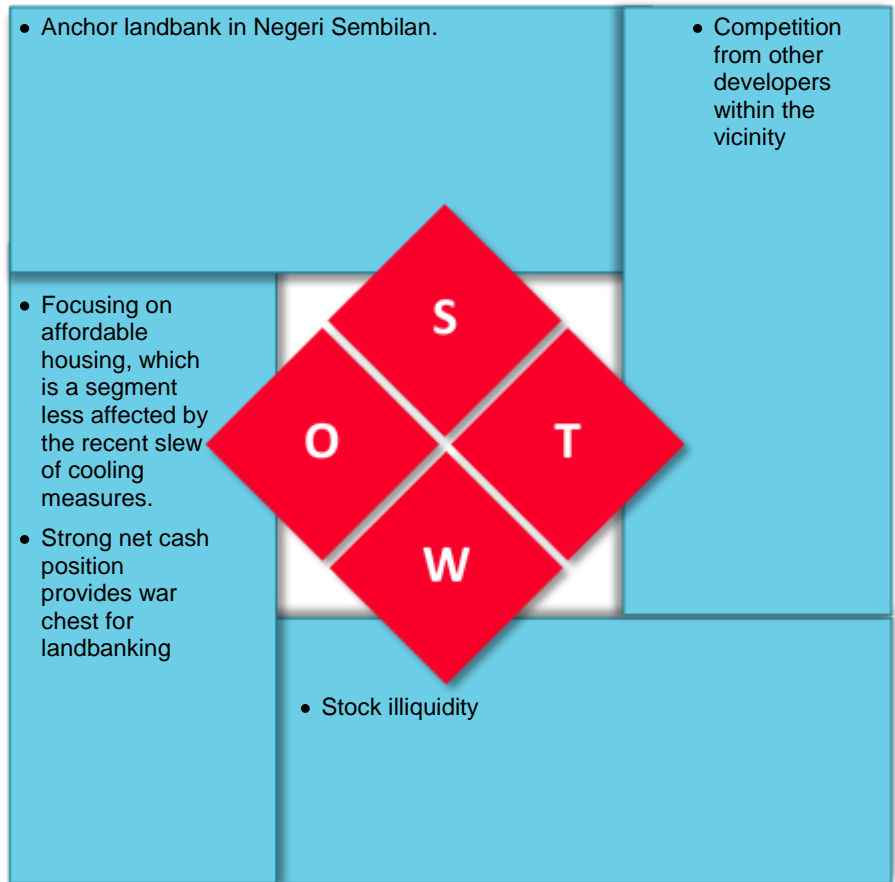 • Anchor landbank in Negeri Sembilan.
• Competition
from other
developers
within the
vicinity
• Focusing on
affordable
housing, which
is a segment
less affected by
the recent slew
of cooling
measures.
• Strong net cash
position
provides war
chest for
landbanking
S
O
T
W
• Stock illiquidity